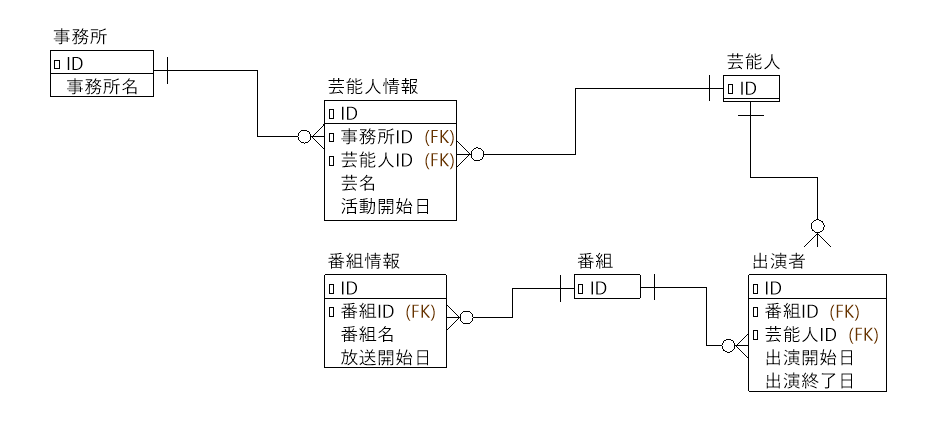 事務所
ID
事務所名
芸能人情報
ID
事務所ID (FK)
芸能人ID (FK)
芸名
活動開始日
芸能人
ID
番組情報
ID
番組ID (FK)
番組名
放送開始日
番組
ID
出演者
ID
番組ID (FK)
芸能人ID (FK)
出演開始日
出演終了日